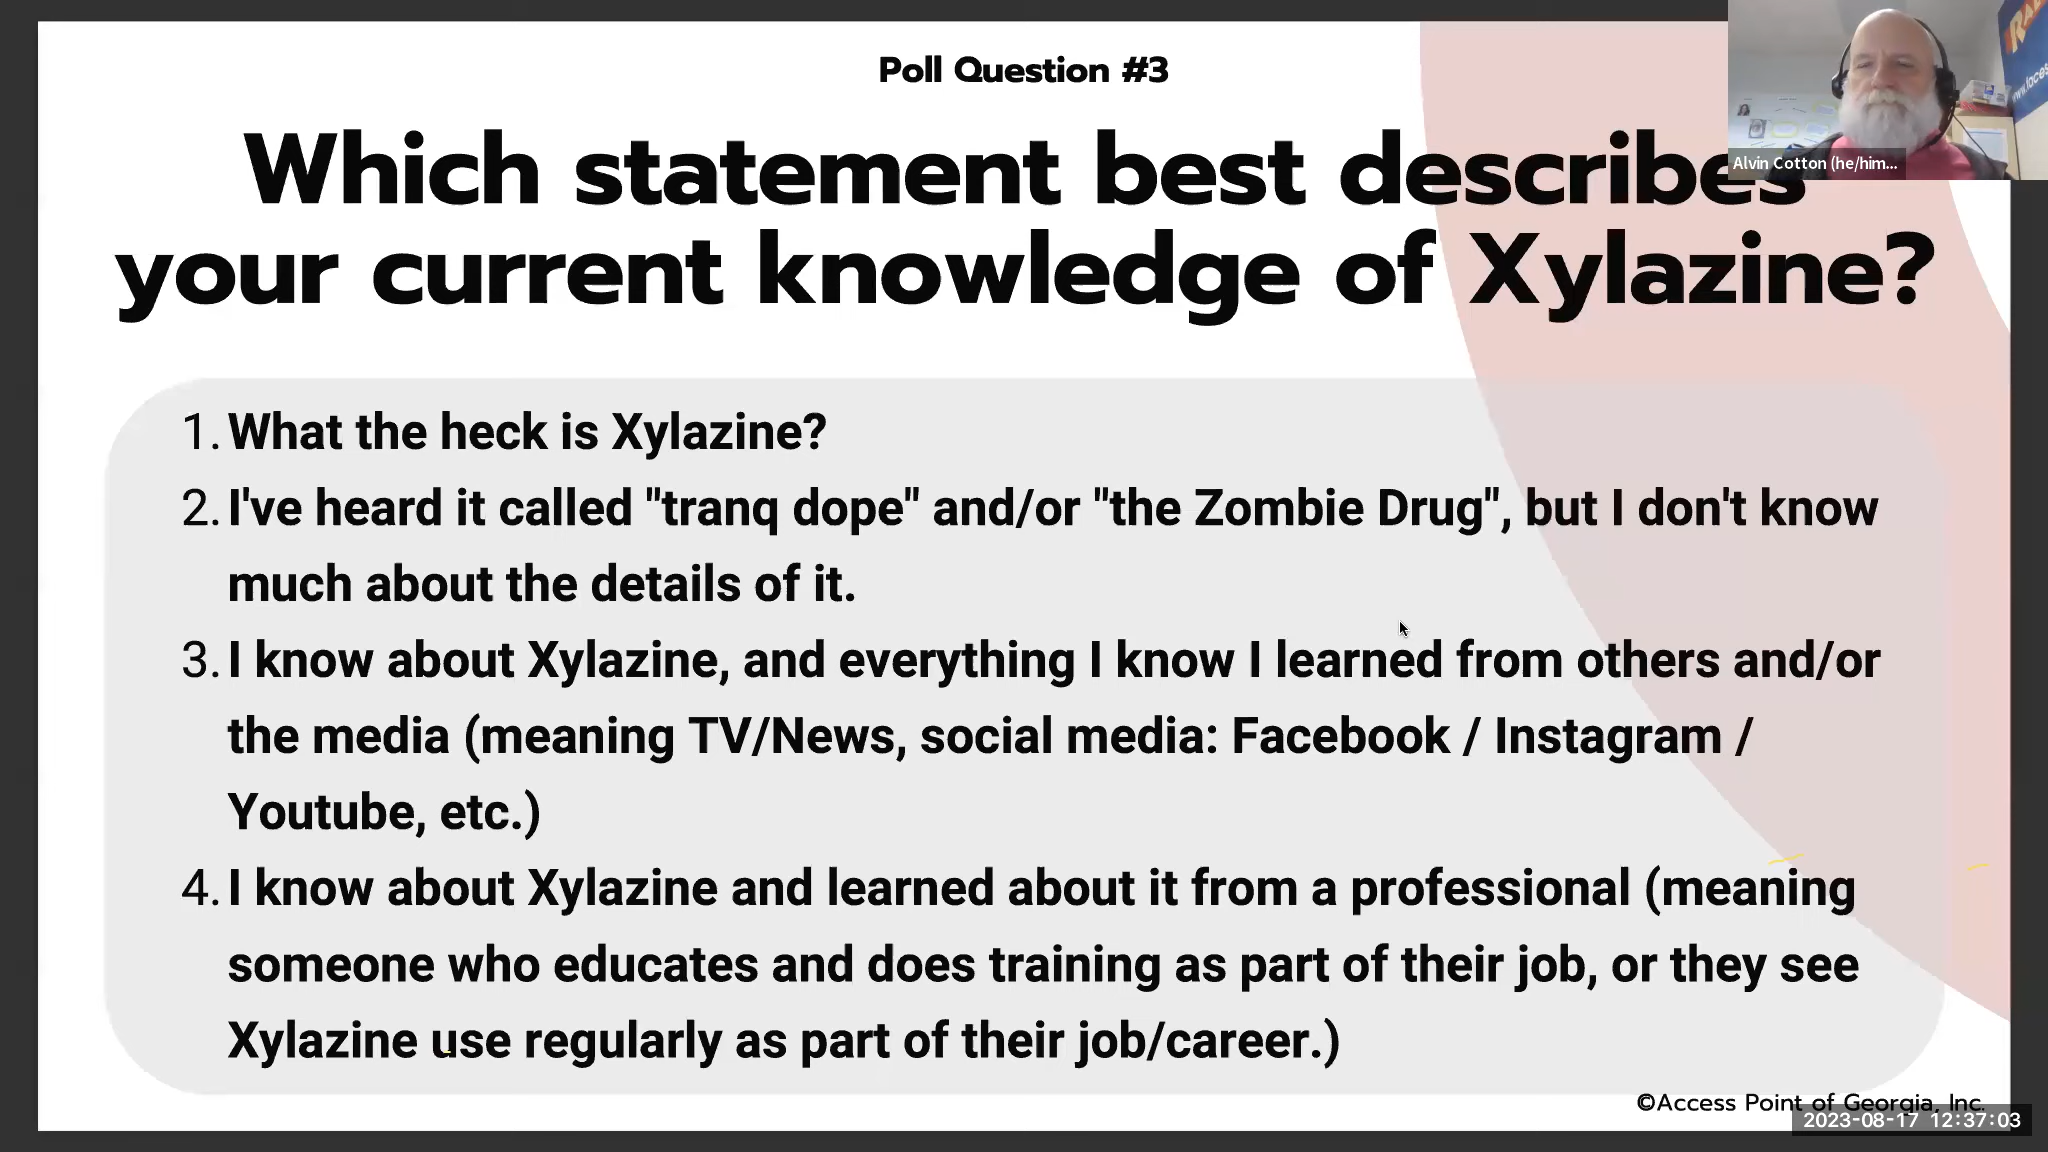 Poll Question #3
Which statement best describes
your current knowledge of Xylazine?
1. What the heck is Xylazine?
2. I've heard it called "tranq dope" and/or "the Zombie Drug", but I don't know
much about the details of it.
3. I know about Xylazine, and everything I know I learned from others and/or
the media (meaning TV/News, social media: Facebook / Instagram /
Youtube, etc.)
4. I know about Xylazine and learned about it from a professional (meaning
someone who educates and does training as part of their job, or they see
Xylazine use regularly as part of their job/career.)
©Access Point of Georgia, Inc.
2023-08-17 12:37:03
Alvin Cotton (he/him...